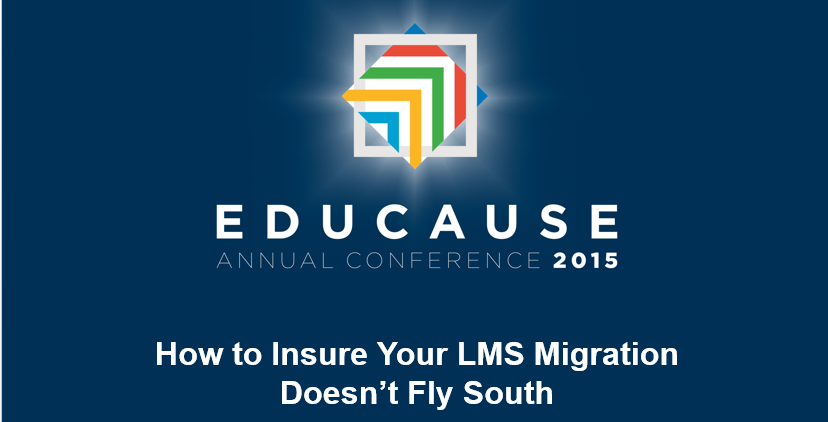 EDUCAUSE
ANNUAL CONFERENCE 2015
How to Insure Your LMS Migration
Doesn’t Fly South